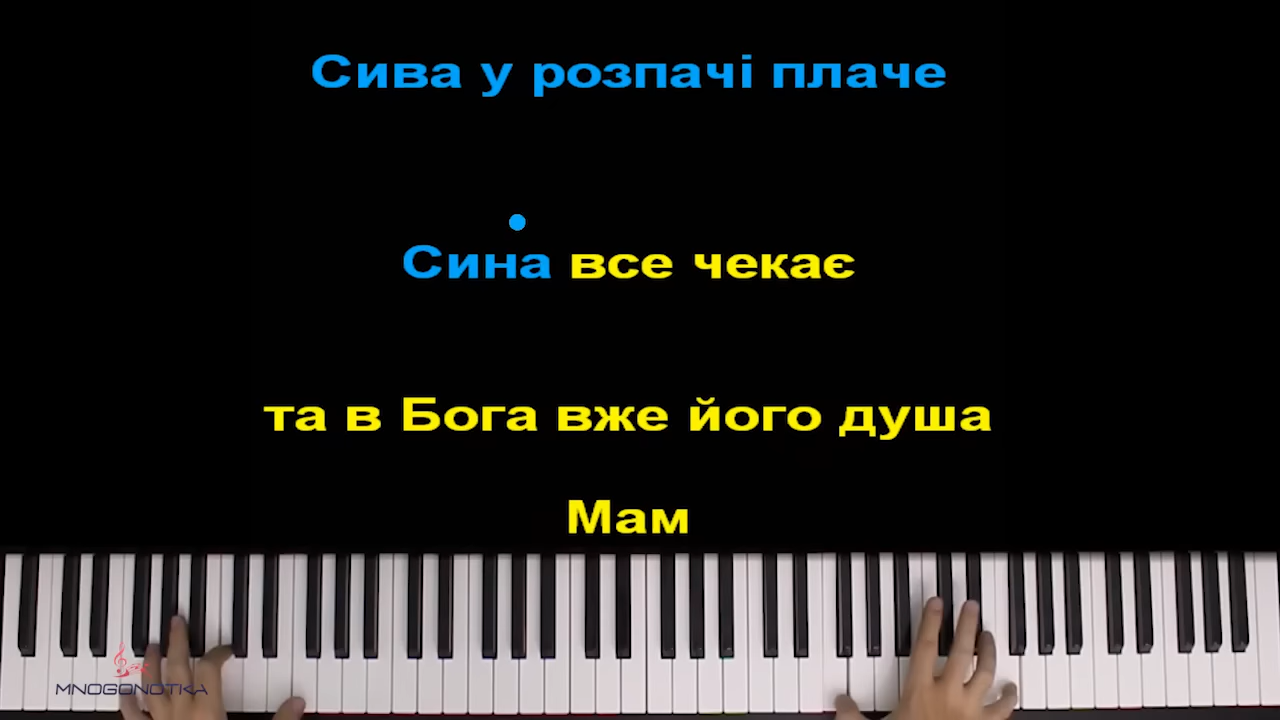 Сива у розпачі плаче
Сина все чекає
та в Бога вже його душа
Мам
MNOGONOTKA